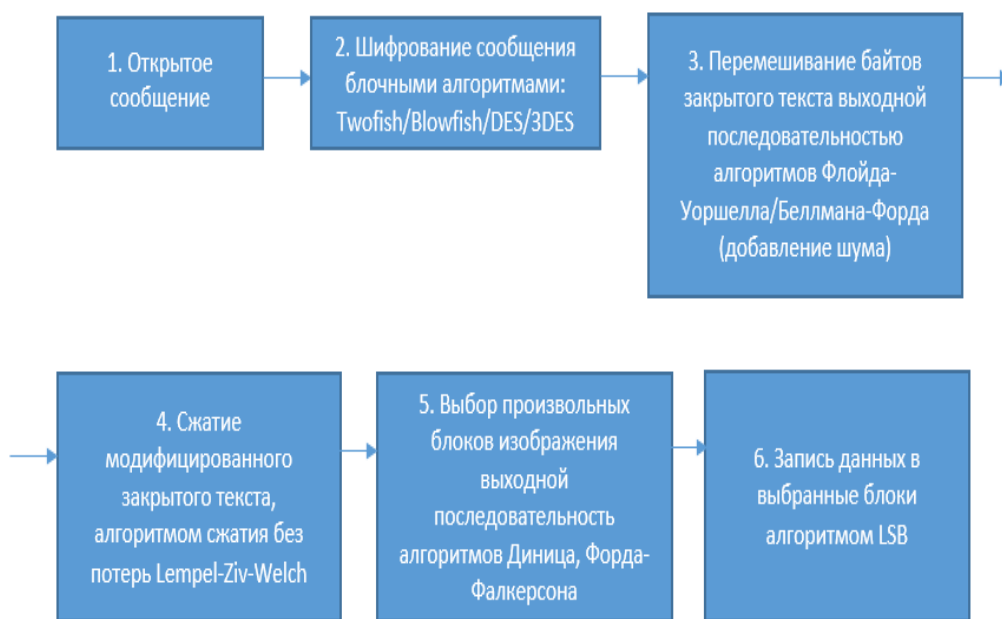 1. Открытое
сообщение
2. Шифрование сообщения
блочными алгоритмами:
Twofish/Blowfish/DES/3DES
3. Перемешивание байтов
закрытого текста выходной
последовательностью
алгоритмов Флойда-
Уоршелла/Беллмана-Форда
(добавление шума)
4. Сжатие
модифицированного
закрытого текста,
алгоритмом сжатия без
потерь Lempel-Ziv-Welch
5. Выбор произвольных
блоков изображения
выходной
последовательность
алгоритмов Диница, Форда-
Фалкерсона
6. Запись данных в
выбранные блоки
алгоритмом LSB